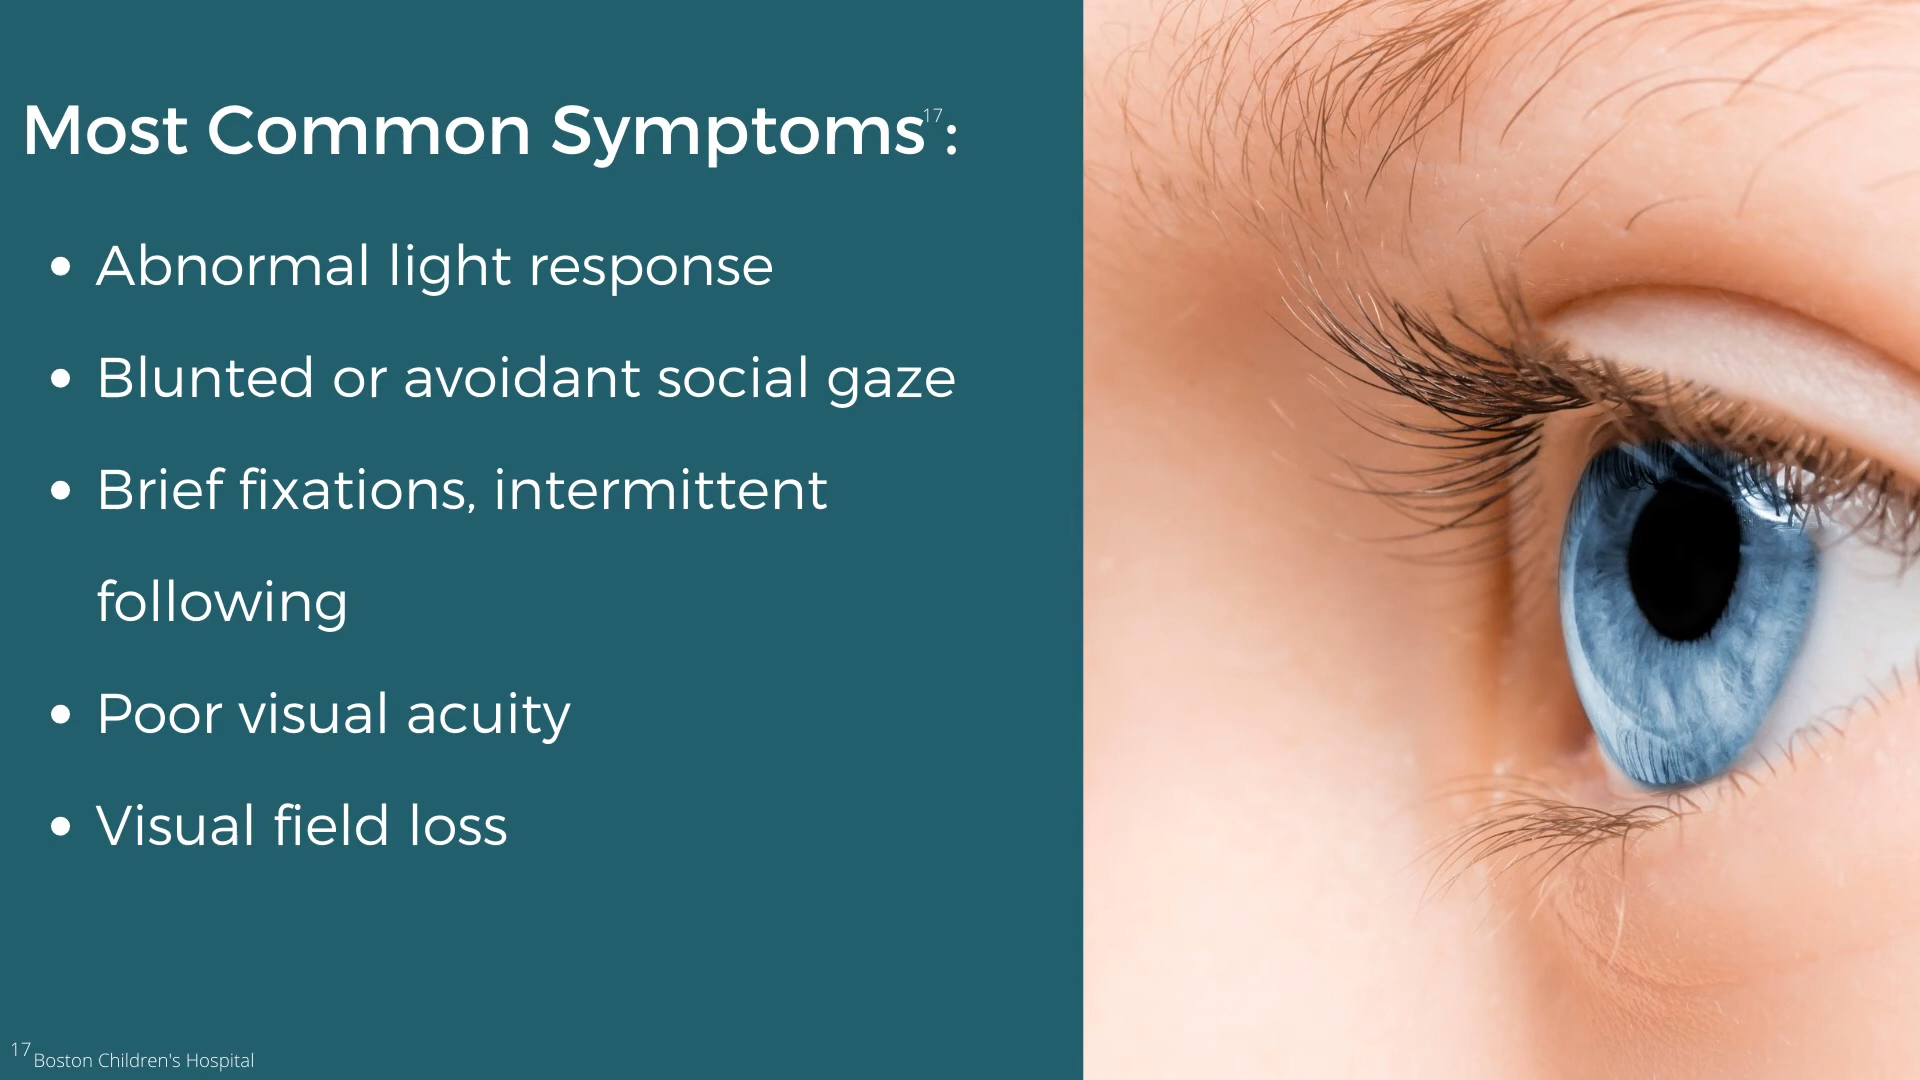 Most Common Symptoms17:
• Abnormal light response
• Blunted or avoidant social gaze
• Brief fixations, intermittent
following
• Poor visual acuity
• Visual field loss
17 Boston Children's Hospital